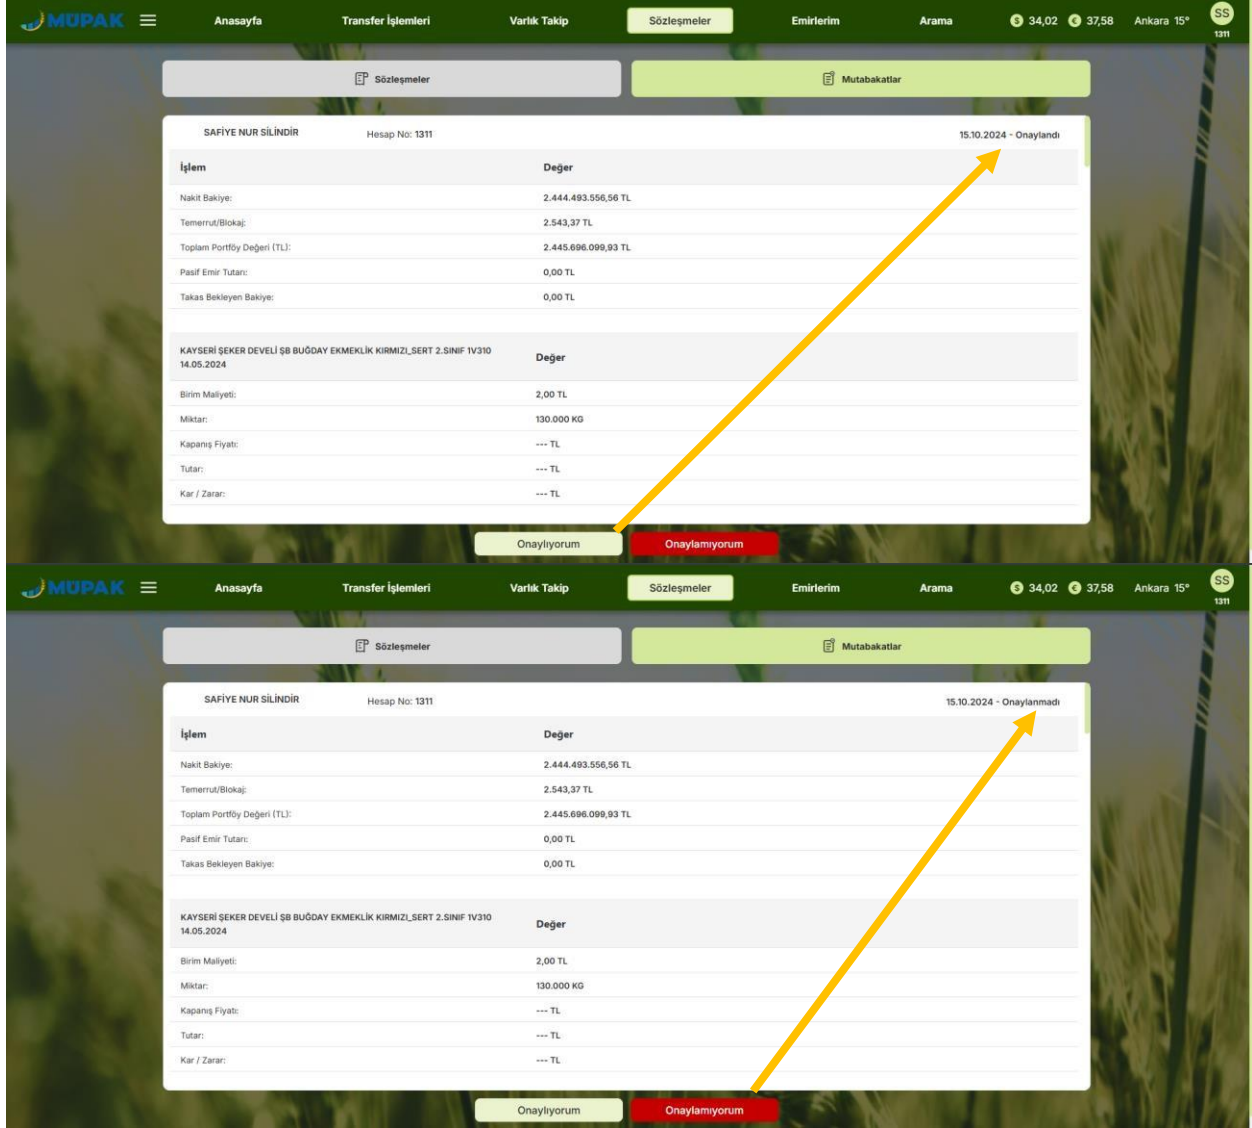 MÜPAK Anasayfa Transfer İşlemleri Varlık Takip Sözleşmeler Emirlerim Arama $ 34,02 € 37,58 Ankara 15° SS
1311
Sözleşmeler Mutabakatlar
SAFİYE NUR SİLİNDİR Hesap No: 1311 15.10.2024 - Onaylandı
İşlem Değer
Nakit Bakiye: 2.444.493.556,56 TL
Temerrut/Blokaj: 2.543,37 TL
Toplam Portföy Değeri (TL): 2.445.696.099,93 TL
Pasif Emir Tutarı: 0,00 TL
Takas Bekleyen Bakiye: 0,00 TL
KAYSERİ ŞEKER DEVELİ ŞB BUĞDAY EKMEKLİK KIRMIZI_SERT 2.SINIF 1V310
14.05.2024 Değer
Birim Maliyeti: 2,00 TL
Miktar: 130.000 KG
Kapanış Fiyatı: --- TL
Tutar: --- TL
Kar / Zarar: --- TL
Onaylıyorum Onaylamıyorum
MÜPAK Anasayfa Transfer İşlemleri Varlık Takip Sözleşmeler Emirlerim Arama $ 34,02 € 37,58 Ankara 15° SS
1311
Sözleşmeler Mutabakatlar
SAFİYE NUR SİLİNDİR Hesap No: 1311 15.10.2024 - Onaylanmadı
İşlem Değer
Nakit Bakiye: 2.444.493.556,56 TL
Temerrut/Blokaj: 2.543,37 TL
Toplam Portföy Değeri (TL): 2.445.696.099,93 TL
Pasif Emir Tutarı: 0,00 TL
Takas Bekleyen Bakiye: 0,00 TL
KAYSERİ ŞEKER DEVELİ ŞB BUĞDAY EKMEKLİK KIRMIZI_SERT 2.SINIF 1V310
14.05.2024 Değer
Birim Maliyeti: 2,00 TL
Miktar: 130.000 KG
Kapanış Fiyatı: --- TL
Tutar: --- TL
Kar / Zarar: --- TL
Onaylıyorum Onaylamıyorum